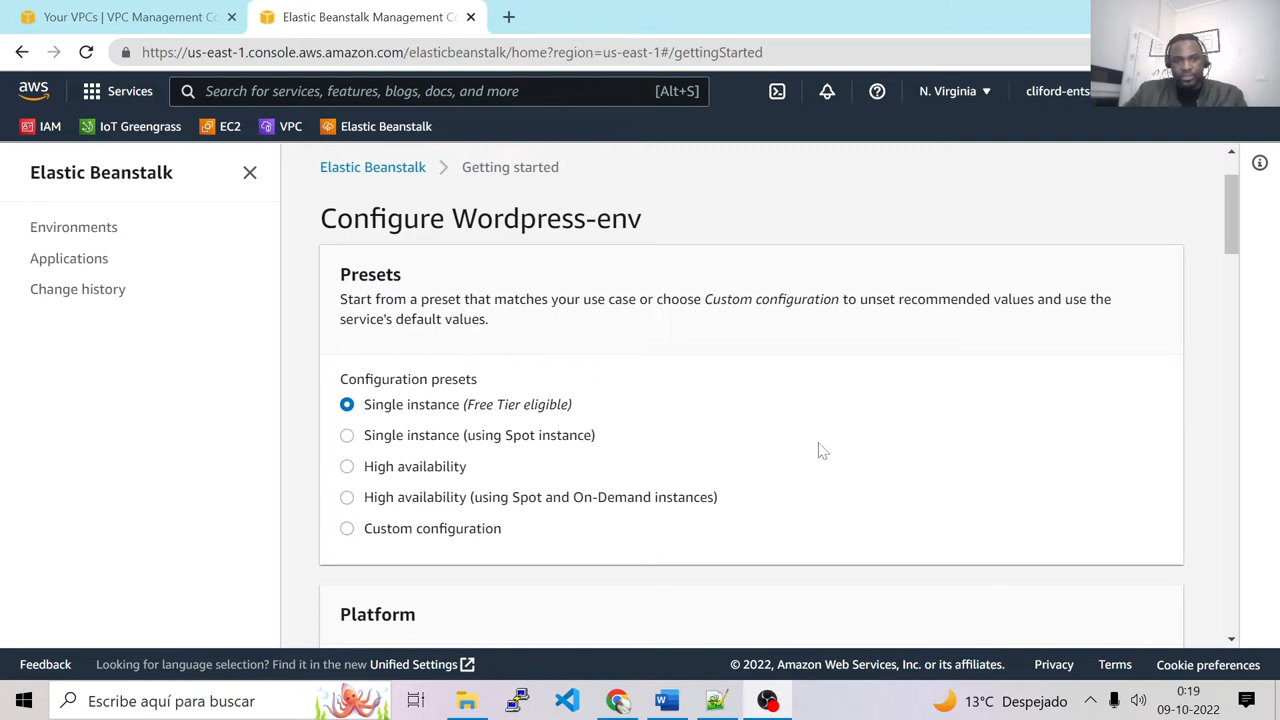 Your VPCs | VPC Management Co
Elastic Beanstalk Management Co
https://us-east-1.console.aws.amazon.com/elasticbeanstalk/home?region=us-east-1#/gettingStarted
aws
Services
Search for services, features, blogs, docs, and more
[Alt+S]
N. Virginia
cliford-ents
IAM
IoT Greengrass
EC2
VPC
Elastic Beanstalk
Elastic Beanstalk
Environments
Applications
Change history
Elastic Beanstalk
Getting started
Configure Wordpress-env
Presets
Start from a preset that matches your use case or choose Custom configuration to unset recommended values and use the
service's default values.
Configuration presets
Single instance (Free Tier eligible)
Single instance (using Spot instance)
High availability
High availability (using Spot and On-Demand instances)
Custom configuration
Platform
Feedback
Looking for language selection? Find it in the new Unified Settings
© 2022, Amazon Web Services, Inc. or its affiliates.
Privacy
Terms
Cookie preferences
Escribe aquí para buscar
13°C Despejado
0:19
09-10-2022